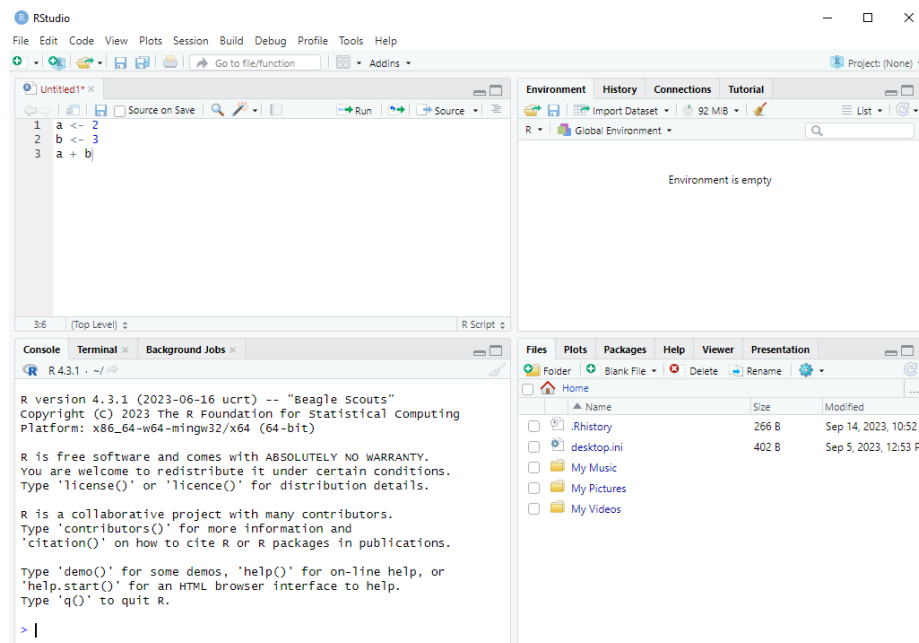 RStudio
File Edit Code View Plots Session Build Debug Profile Tools Help
Go to file/function Addins Project: (None)
Untitled1*
Source on Save Run Source
1 a <- 2
2 b <- 3
3 a + b
3:6 (Top Level) R Script
Console Terminal Background Jobs
R 4.3.1 · ~/
R version 4.3.1 (2023-06-16 ucrt) -- "Beagle Scouts"
Copyright (C) 2023 The R Foundation for Statistical Computing
Platform: x86_64-w64-mingw32/x64 (64-bit)
R is free software and comes with ABSOLUTELY NO WARRANTY.
You are welcome to redistribute it under certain conditions.
Type 'license()' or 'licence()' for distribution details.
R is a collaborative project with many contributors.
Type 'contributors()' for more information and
'citation()' on how to cite R or R packages in publications.
Type 'demo()' for some demos, 'help()' for on-line help, or
'help.start()' for an HTML browser interface to help.
Type 'q()' to quit R.
>
Environment History Connections Tutorial
Import Dataset 92 MiB List
R Global Environment
Environment is empty
Files Plots Packages Help Viewer Presentation
Folder Blank File Delete Rename
Home ...
Name Size Modified
.Rhistory 266 B Sep 14, 2023, 10:52
desktop.ini 402 B Sep 5, 2023, 12:53 P
My Music
My Pictures
My Videos